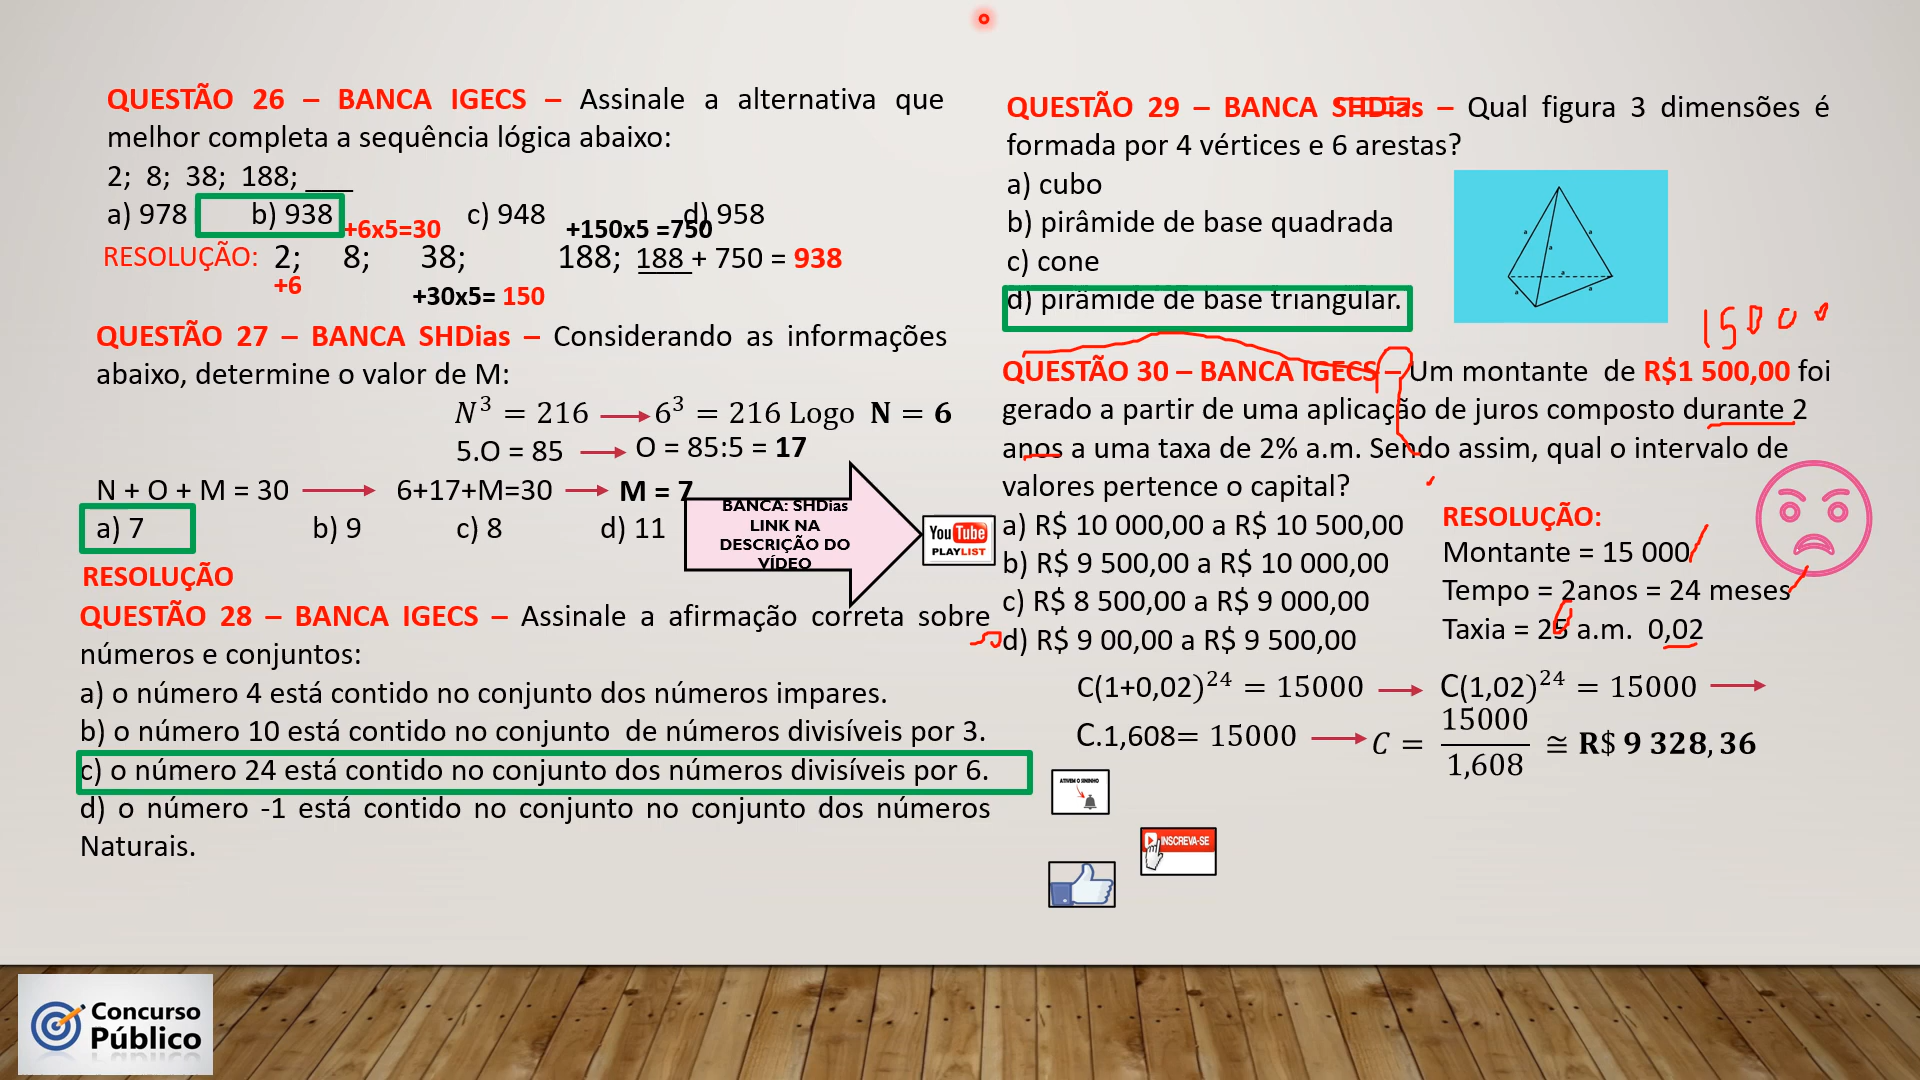 QUESTÃO 26 – BANCA IGECS – Assinale a alternativa que
melhor completa a sequência lógica abaixo:
2; 8; 38; 188; ___
a) 978 b) 938 c) 948 d) 958
+6x5=30 +150x5 =750
RESOLUÇÃO: 2; 8; 38; 188; 188 + 750 = 938
+6
+30x5= 150
QUESTÃO 27 – BANCA SHDias – Considerando as informações
abaixo, determine o valor de M:
N³ = 216 → 6³ = 216 Logo N = 6
5.O = 85 → O = 85:5 = 17
N + O + M = 30 → 6+17+M=30 → M = 7
a) 7 b) 9 c) 8 d) 11
BANCA: SHDias
LINK NA
DESCRIÇÃO DO
VÍDEO
YouTube
PLAYLIST
RESOLUÇÃO
QUESTÃO 28 – BANCA IGECS – Assinale a afirmação correta sobre
números e conjuntos:
a) o número 4 está contido no conjunto dos números impares.
b) o número 10 está contido no conjunto de números divisíveis por 3.
c) o número 24 está contido no conjunto dos números divisíveis por 6.
d) o número -1 está contido no conjunto no conjunto dos números
Naturais.
QUESTÃO 29 – BANCA SHDias – Qual figura 3 dimensões é
formada por 4 vértices e 6 arestas?
a) cubo
b) pirâmide de base quadrada
c) cone
d) pirâmide de base triangular.
a a a a a a
15000
QUESTÃO 30 – BANCA IGECS – Um montante de R$1 500,00 foi
gerado a partir de uma aplicação de juros composto durante 2
anos a uma taxa de 2% a.m. Sendo assim, qual o intervalo de
valores pertence o capital?
a) R$ 10 000,00 a R$ 10 500,00
b) R$ 9 500,00 a R$ 10 000,00
c) R$ 8 500,00 a R$ 9 000,00
d) R$ 9 00,00 a R$ 9 500,00
RESOLUÇÃO:
Montante = 15 000
Tempo = 2anos = 24 meses
Taxia = 25 a.m. 0,02
C(1+0,02)²⁴ = 15000 → C(1,02)²⁴ = 15000 →
C.1,608= 15000 → C = 15000/1,608 ≅ R$ 9 328,36
ATIVEM O SININHO
INSCREVA-SE
Concurso
Público